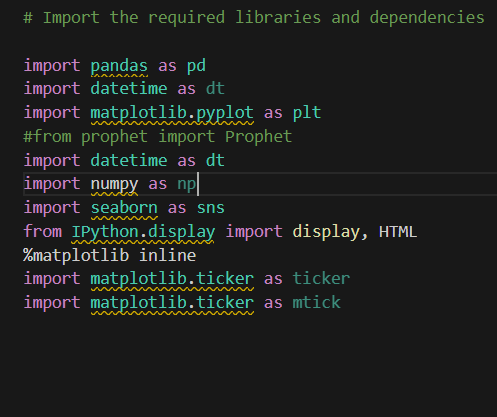 # Import the required libraries and dependencies
import pandas as pd
import datetime as dt
import matplotlib.pyplot as plt
#from prophet import Prophet
import datetime as dt
import numpy as np
import seaborn as sns
from IPython.display import display, HTML
%matplotlib inline
import matplotlib.ticker as ticker
import matplotlib.ticker as mtick